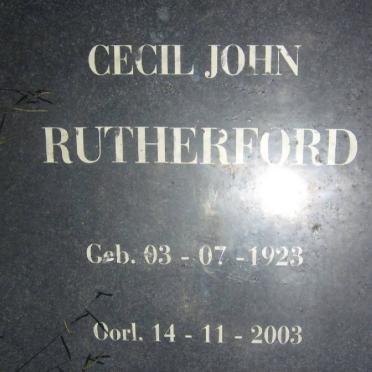 CECIL JOHN
RUTHERFORD
Geb. 03 - 07 - 1923
Oorl. 14 - 11 - 2003